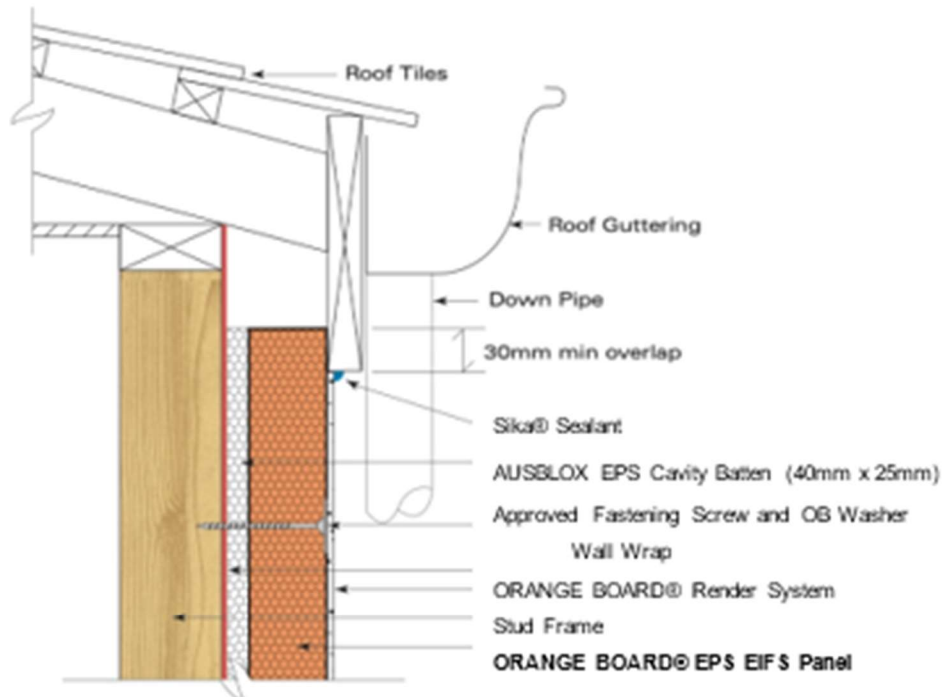 Roof Tiles
Roof Guttering
Down Pipe
30mm min overlap
Sika® Sealant
AUSBLOX EPS Cavity Batten (40mm x 25mm)
Approved Fastening Screw and OB Washer
Wall Wrap
ORANGE BOARD® Render System
Stud Frame
ORANGE BOARD® EPS EIFS Panel